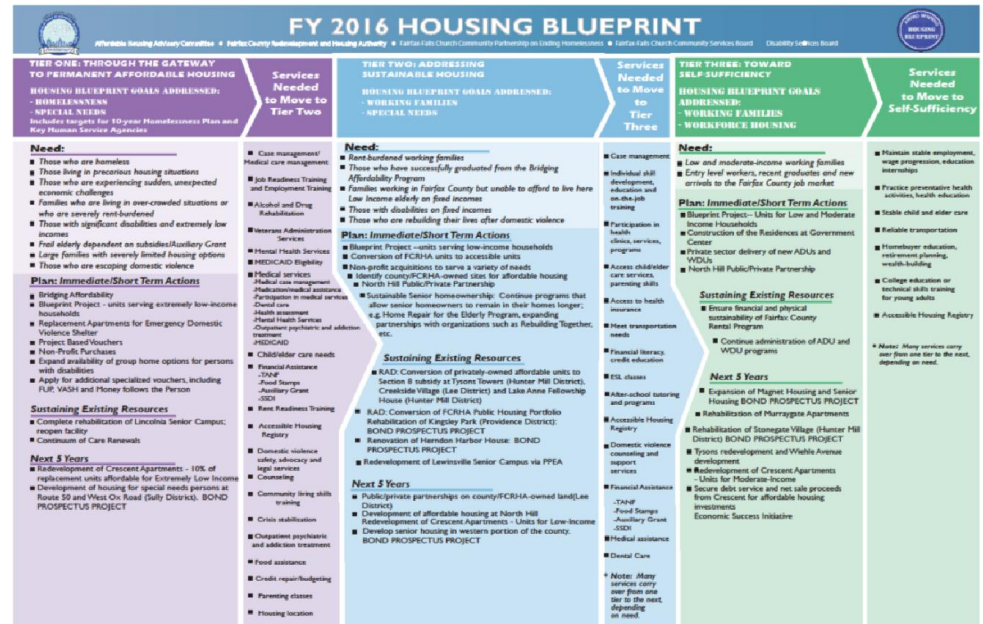 FY 2016 HOUSING BLUEPRINT
Affordable Housing Advisory Committee ● Fairfax County Redevelopment and Housing Authority ● Fairfax-Falls Church Community Partnership on Ending Homelessness ● Fairfax-Falls Church Community Services Board
HOUSING
BLUEPRINT
TIER ONE: THROUGH THE GATEWAY
TO PERMANENT AFFORDABLE HOUSING
HOUSING BLUEPRINT GOALS ADDRESSED:
- HOMELESSNESS
- SPECIAL NEEDS
Includes targets for 10-year Homelessness Plan and
Key Human Service Agencies
Need:
■ Those who are homeless
■ Those living in precarious housing situations
■ Those who are experiencing sudden, unexpected
economic challenges
■ Families who are living in over-crowded situations or
who are severely rent-burdened
■ Those with significant disabilities and extremely low
incomes
■ Frail elderly dependent on subsidies/Auxiliary Grant
■ Large families with severely limited housing options
■ Those who are escaping domestic violence
Plan: Immediate/Short Term Actions
■ Bridging Affordability
■ Blueprint Project - units serving extremely low-income
households
■ Replacement Apartments for Emergency Domestic
Violence Shelter
■ Project Based Vouchers
■ Non-Profit Purchases
■ Expand availability of group home options for persons
with disabilities
■ Apply for additional specialized vouchers, including
FUP, VASH and Money follows the Person
Sustaining Existing Resources
■ Complete rehabilitation of Lincolnia Senior Campus;
reopen facility
■ Continuum of Care Renewals
Next 5 Years
■ Redevelopment of Crescent Apartments - 10% of
replacement units affordable for Extremely Low Income
■ Development of housing for special needs persons at
Route 50 and West Ox Road (Sully District). BOND
PROSPECTUS PROJECT
Services
Needed
to Move to
Tier Two
■ Case management/
Medical care management
■ Job Readiness Training
and Employment Training
■ Alcohol and Drug
Rehabilitation
■ Veterans Administration
Services
■ Mental Health Services
■ MEDICAID Eligibility
■ Medical services
-Medical care management
-Medication/medical assistance
-Participation in medical services
-Dental care
-Health assessment
-Mental Health Services
-Outpatient psychiatric and addiction
treatment
-MEDICAID
■ Child/elder care needs
■ Financial Assistance
-TANF
-Food Stamps
-Auxiliary Grant
-SSDI
■ Rent Readiness Training
■ Accessible Housing
Registry
■ Domestic violence
safety, advocacy and
legal services
■ Counseling
■ Community living skills
training
■ Crisis stabilization
■ Outpatient psychiatric
and addiction treatment
■ Food assistance
■ Credit repair/budgeting
■ Parenting classes
■ Housing location
TIER TWO: ADDRESSING
SUSTAINABLE HOUSING
HOUSING BLUEPRINT GOALS ADDRESSED:
- WORKING FAMILIES
- SPECIAL NEEDS
Need:
■ Rent-burdened working families
■ Those who have successfully graduated from the Bridging
Affordability Program
■ Families working in Fairfax County but unable to afford to live here
Low Income elderly on fixed incomes
■ Those with disabilities on fixed incomes
■ Those who are rebuilding their lives after domestic violence
Plan: Immediate/Short Term Actions
■ Blueprint Project --units serving low-income households
■ Conversion of FCRHA units to accessible units
■ Non-profit acquisitions to serve a variety of needs
■ Identify county/FCRHA-owned sites for affordable housing
■ North Hill Public/Private Partnership
■ Sustainable Senior homeownership: Continue programs that
allow senior homeowners to remain in their homes longer;
e.g. Home Repair for the Elderly Program, expanding
partnerships with organizations such as Rebuilding Together,
etc.
Sustaining Existing Resources
■ RAD: Conversion of privately-owned affordable units to
Section 8 subsidy at Tysons Towers (Hunter Mill District),
Creekside Village (Lee District) and Lake Anne Fellowship
House (Hunter Mill District)
■ RAD: Conversion of FCRHA Public Housing Portfolio
Rehabilitation of Kingsley Park (Providence District):
BOND PROSPECTUS PROJECT
■ Renovation of Herndon Harbor House: BOND
PROSPECTUS PROJECT
■ Redevelopment of Lewinsville Senior Campus via PPEA
Next 5 Years
■ Public/private partnerships on county/FCRHA-owned land(Lee
District)
■ Development of affordable housing at North Hill
Redevelopment of Crescent Apartments - Units for Low-Income
■ Develop senior housing in western portion of the county.
BOND PROSPECTUS PROJECT
Services
Needed
to Move
to
Tier
Three
■ Case management
■ Individual skill
development,
education and
on-the-job
training
■ Participation in
health
clinics, services,
programs
■ Access child/elder
care services,
parenting skills
■ Access to health
insurance
■ Meet transportation
needs
■ Financial literacy,
credit education
■ ESL classes
■ After-school tutoring
and programs
■ Accessible Housing
Registry
■ Domestic violence
counseling and
support
services
■ Financial Assistance
-TANF
-Food Stamps
-Auxiliary Grant
-SSDI
■ Medical assistance
■ Dental Care
* Note: Many
services carry
over from one
tier to the next,
depending
on need.
TIER THREE: TOWARD
SELF-SUFFICIENCY
HOUSING BLUEPRINT GOALS
ADDRESSED:
- WORKING FAMILIES
- WORKFORCE HOUSING
Need:
■ Low and moderate-income working families
■ Entry level workers, recent graduates and new
arrivals to the Fairfax County job market
Plan: Immediate/Short Term Actions
■ Blueprint Project-- Units for Low and Moderate
Income Households
■ Construction of the Residences at Government
Center
■ Private sector delivery of new ADUs and
WDUs
■ North Hill Public/Private Partnership
Sustaining Existing Resources
■ Ensure financial and physical
sustainability of Fairfax County
Rental Program
■ Continue administration of ADU and
WDU programs
Next 5 Years
■ Expansion of Magnet Housing and Senior
Housing BOND PROSPECTUS PROJECT
■ Rehabilitation of Murraygate Apartments
■ Rehabilitation of Stonegate Village (Hunter Mill
District) BOND PROSPECTUS PROJECT
■ Tysons redevelopment and Wiehle Avenue
development
■ Redevelopment of Crescent Apartments
- Units for Moderate-Income
■ Secure debt service and net sale proceeds
from Crescent for affordable housing
investments
Economic Success Initiative
Services
Needed
to Move to
Self-Sufficiency
■ Maintain stable employment,
wage progression, education
internships
■ Practice preventative health
activities, health education
■ Stable child and elder care
■ Reliable transportation
■ Homebuyer education,
retirement planning,
wealth-building
■ College education or
technical skills training
for young adults
■ Accessible Housing Registry
* Note: Many services carry
over from one tier to the next,
depending on need.